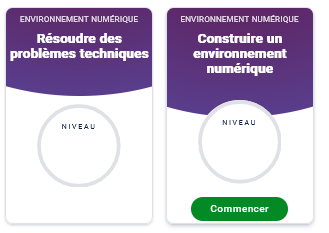 ENVIRONNEMENT NUMÉRIQUE
Résoudre des
problèmes techniques
NIVEAU
ENVIRONNEMENT NUMÉRIQUE
Construire un
environnement
numérique
NIVEAU
Commencer